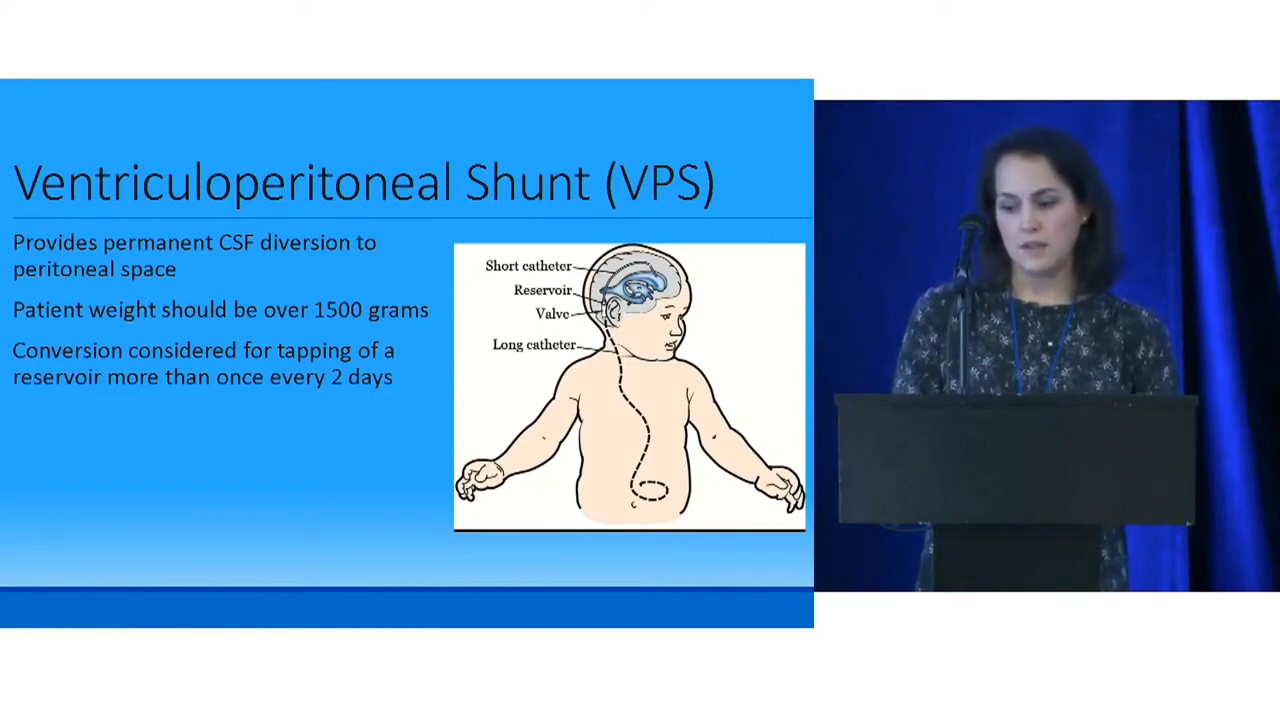 Ventriculoperitoneal Shunt (VPS)
Provides permanent CSF diversion to
peritoneal space
Patient weight should be over 1500 grams
Conversion considered for tapping of a
reservoir more than once every 2 days
Short catheter
Reservoir
Valve
Long catheter